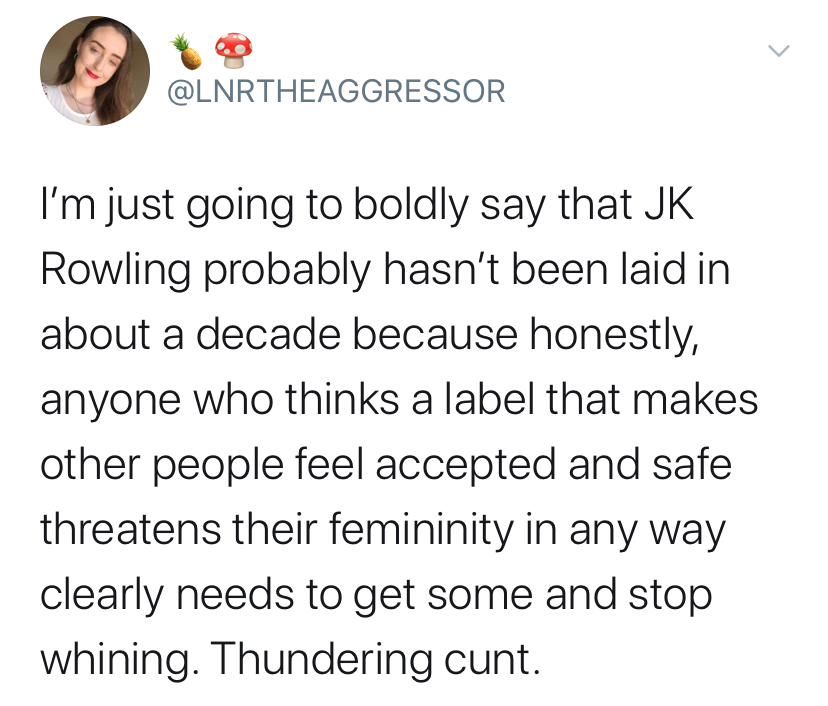 🍍 🍄
@LNRTHEAGGRESSOR
I'm just going to boldly say that JK
Rowling probably hasn't been laid in
about a decade because honestly,
anyone who thinks a label that makes
other people feel accepted and safe
threatens their femininity in any way
clearly needs to get some and stop
whining. Thundering cunt.